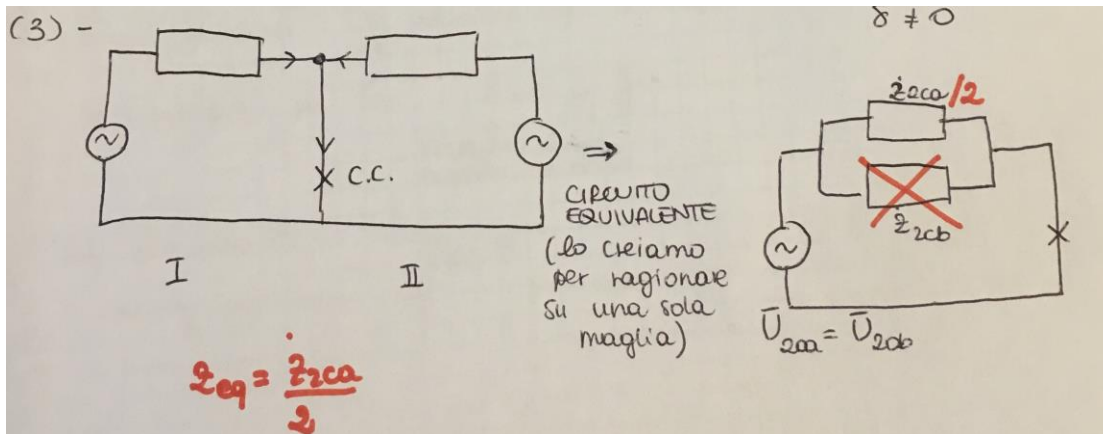 (3) -
γ ≠ 0
Ż2ca/2
C.C.
⇒
Ż2cb
CIRCUITO
EQUIVALENTE
(lo creiamo
per ragionare
su una sola
maglia)
I
II
Ū20a = Ū20b
Żeq = Ż2ca
2